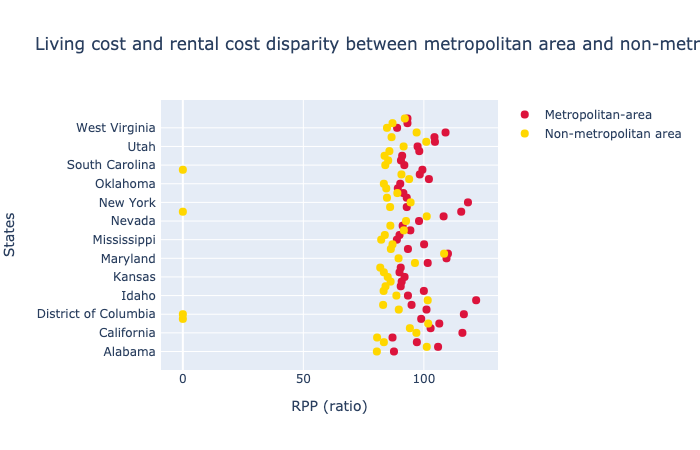 Living cost and rental cost disparity between metropolitan area and non-metr
Metropolitan-area
Non-metropolitan area
States
West Virginia
Utah
South Carolina
Oklahoma
New York
Nevada
Mississippi
Maryland
Kansas
Idaho
District of Columbia
California
Alabama
0 50 100
RPP (ratio)